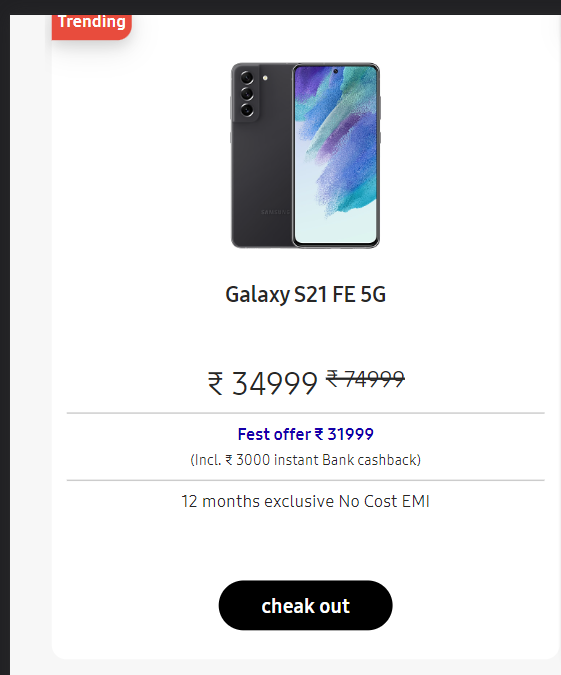 Trending
SAMSUNG
Galaxy S21 FE 5G
₹ 34999 ₹ 74999
Fest offer ₹ 31999
(Incl. ₹ 3000 instant Bank cashback)
12 months exclusive No Cost EMI
cheak out